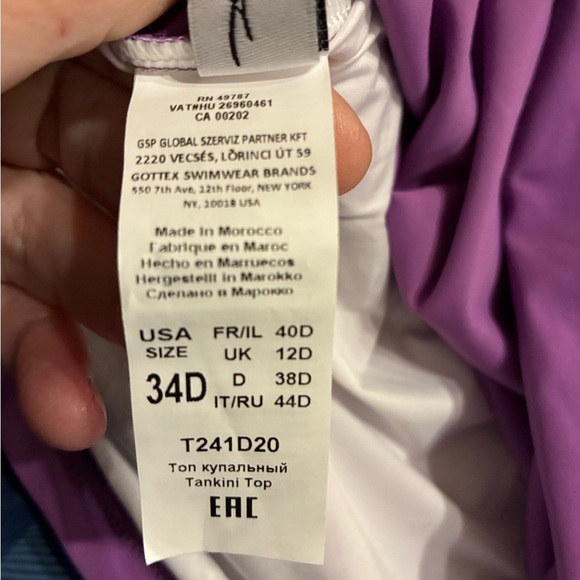 RN 49787
VAT#HU 26960461
CA 00202
GSP GLOBAL SZERVIZ PARTNER KFT
2220 VECSÉS, LŐRINCI ÚT 59
GOTTEX SWIMWEAR BRANDS
550 7th Ave, 12th Floor, NEW YORK
NY, 10018 USA
Made in Morocco
Fabrique en Maroc
Hecho en Marruecos
Hergestellt in Marokko
Сделано в Марокко
USA SIZE 34D
FR/IL 40D
UK 12D
D 38D
IT/RU 44D
T241D20
Топ купальный
Tankini Top
EAC